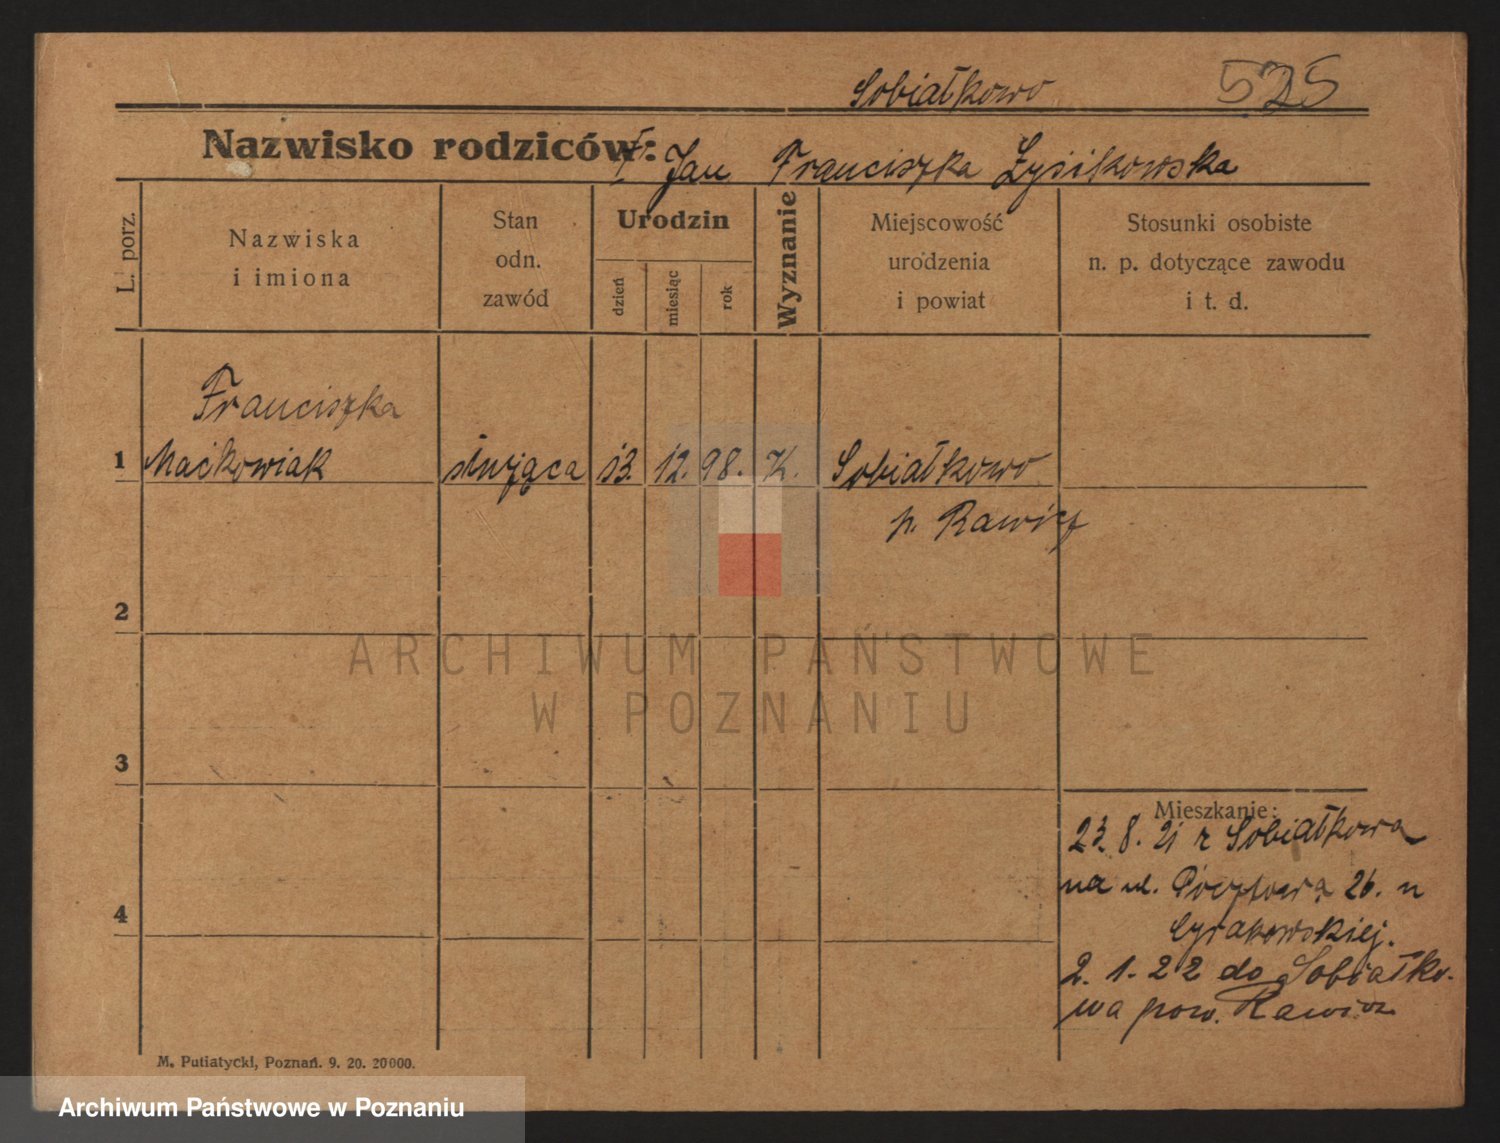 Sobiałkowo 525
Nazwisko rodziców: Jan Franciszka Łysikowska
L. porz.
Nazwiska
i imiona
Stan
odn.
zawód
Urodzin
dzień
miesiąc
rok
Wyznanie
Miejscowość
urodzenia
i powiat
Stosunki osobiste
n. p. dotyczące zawodu
i t. d.
Franciszka
1 Maćkowiak służąca 13. 12. 98. K. Sobiałkowo
p. Rawicz
2
3
4
Mieszkanie:
23. 8. 21 z Sobiałkowa
na ul. Pocztową 26. u
2. 1. 22 do Sobiałko-
wa pow. Rawicz
M. Putiatycki, Poznań. 9. 20. 20000.
ARCHIWUM PAŃSTWOWE
W POZNANIU
Archiwum Państwowe w Poznaniu